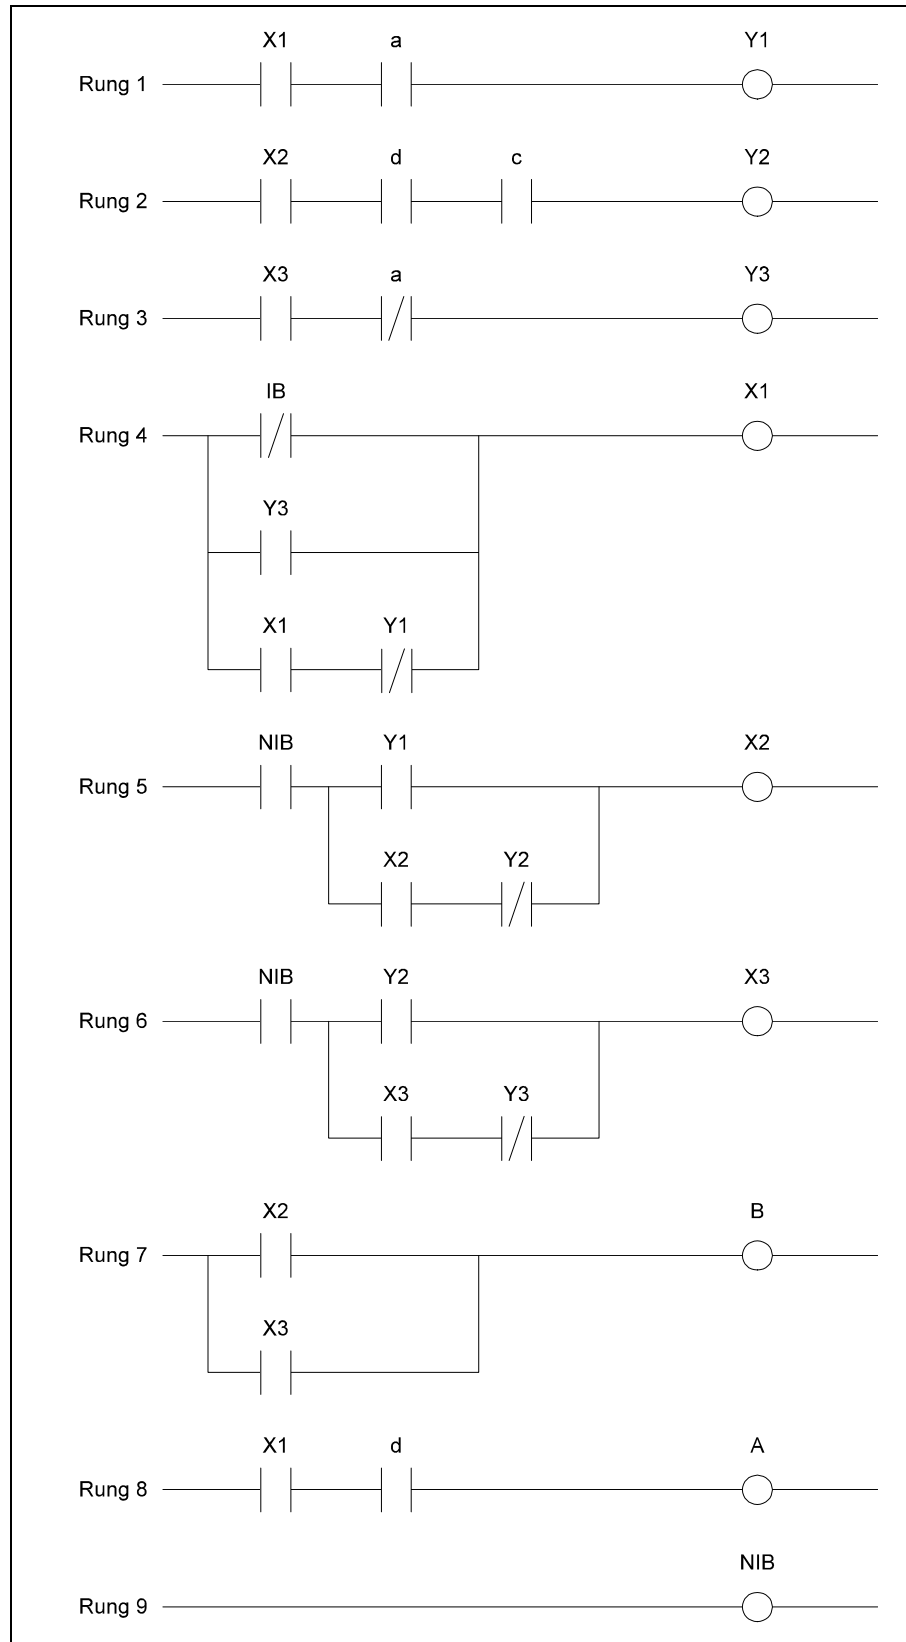 X1 a Y1
Rung 1
X2 d c Y2
Rung 2
X3 a Y3
Rung 3
IB X1
Rung 4
Y3
X1 Y1
NIB Y1 X2
Rung 5
X2 Y2
NIB Y2 X3
Rung 6
X3 Y3
X2 B
Rung 7
X3
X1 d A
Rung 8
NIB
Rung 9